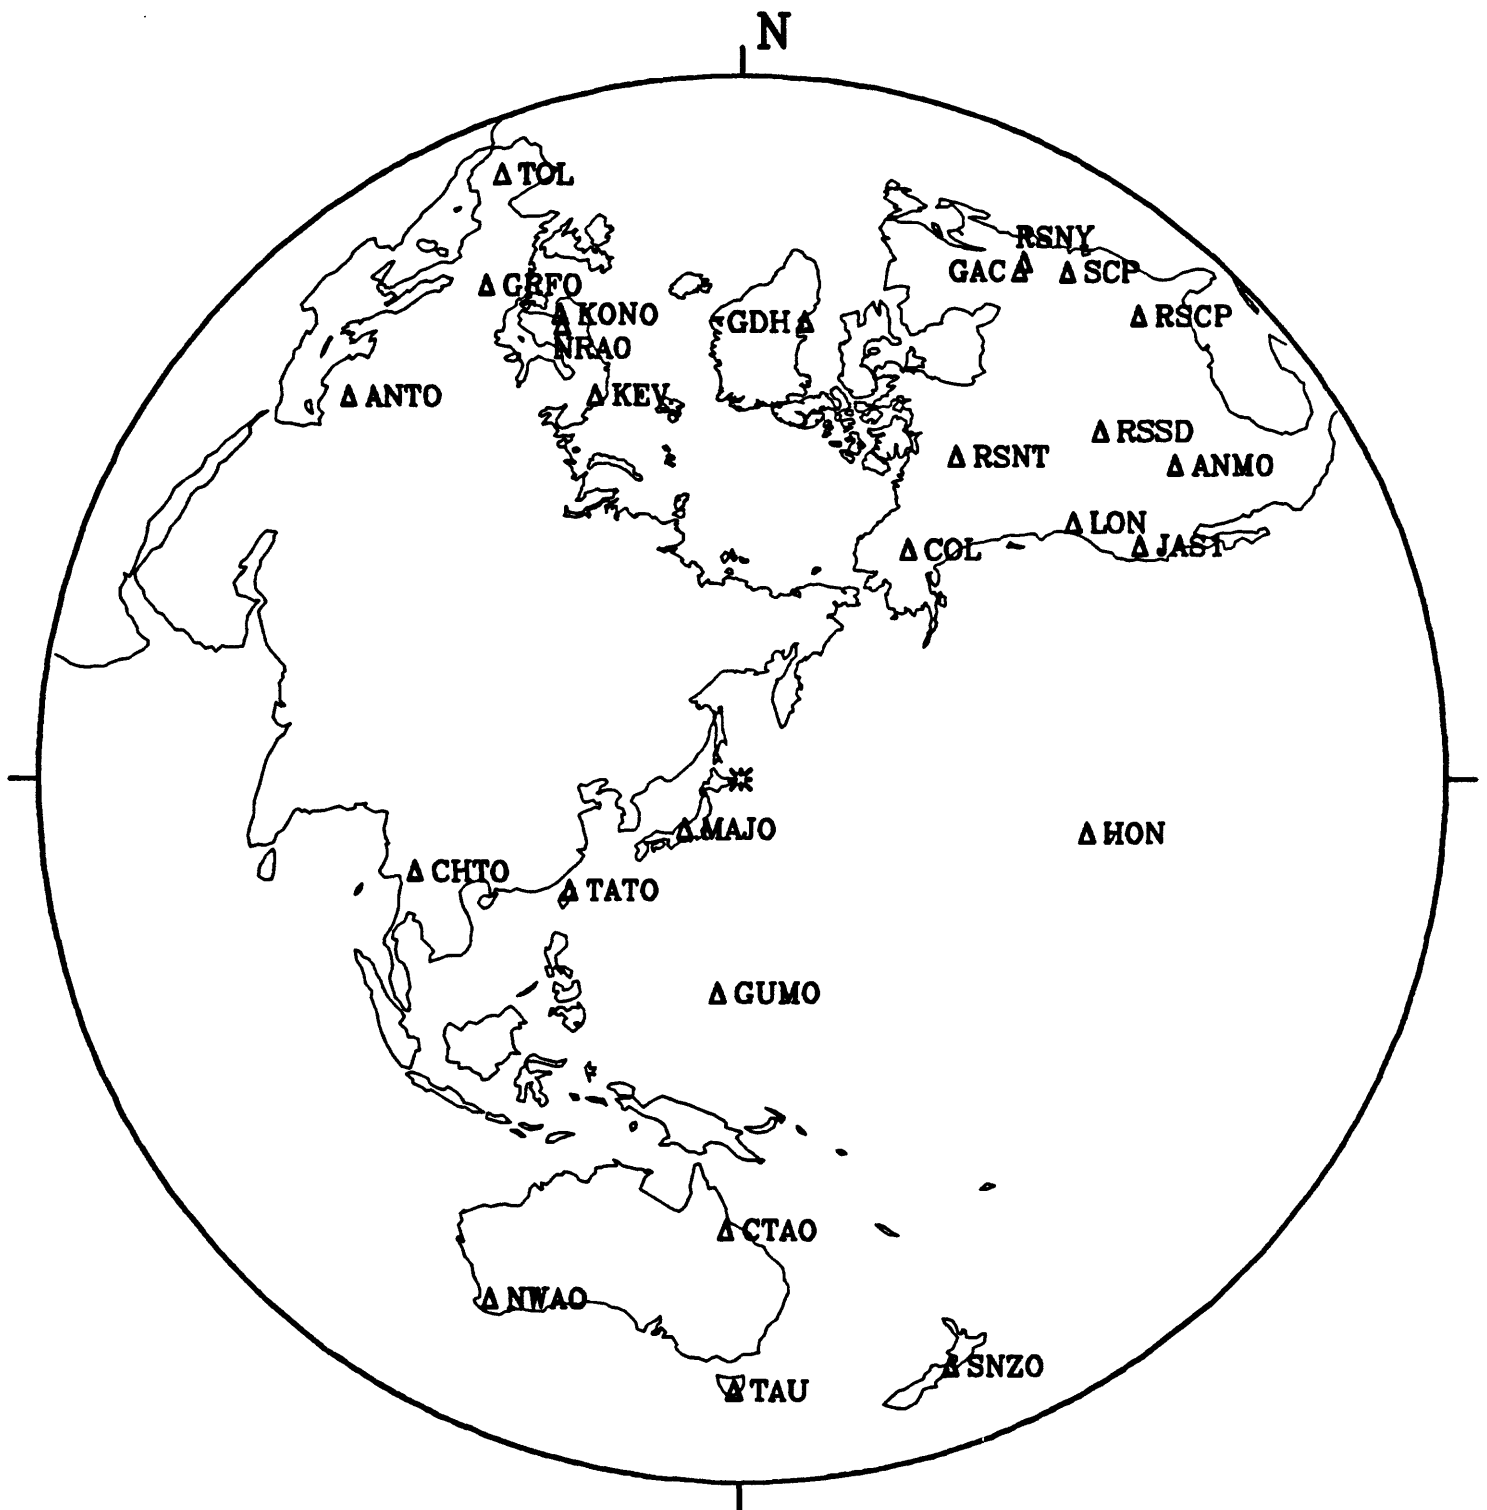 N
TOL
RSNY
GAC
SCP
GRFO
KONO
GDH
RSCP
NRAO
ANTO
KEV
RSSD
RSNT
ANMO
LON
COL
JAS1
MAJO
HON
CHTO
TATO
GUMO
CTAO
NWAO
SNZO
TAU